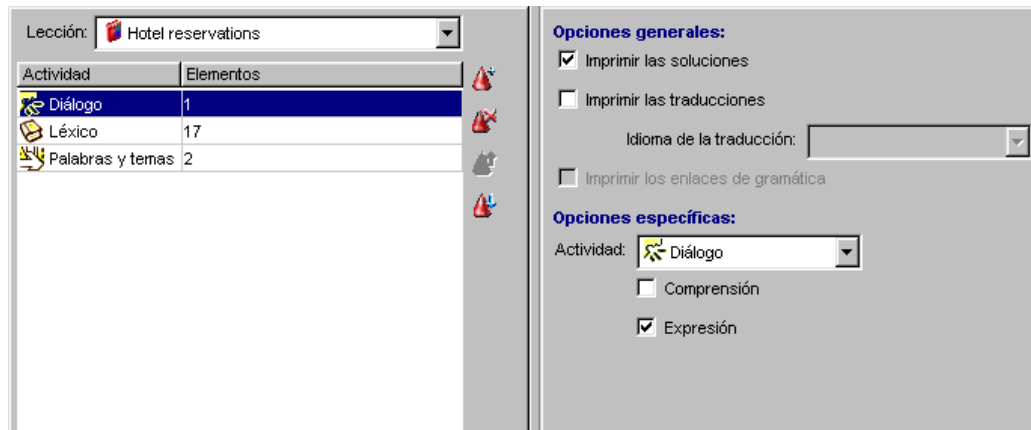 Lección: Hotel reservations
Actividad Elementos
Diálogo 1
Léxico 17
Palabras y temas 2
Opciones generales:
Imprimir las soluciones
Imprimir las traducciones
Idioma de la traducción:
Imprimir los enlaces de gramática
Opciones específicas:
Actividad: Diálogo
Comprensión
Expresión